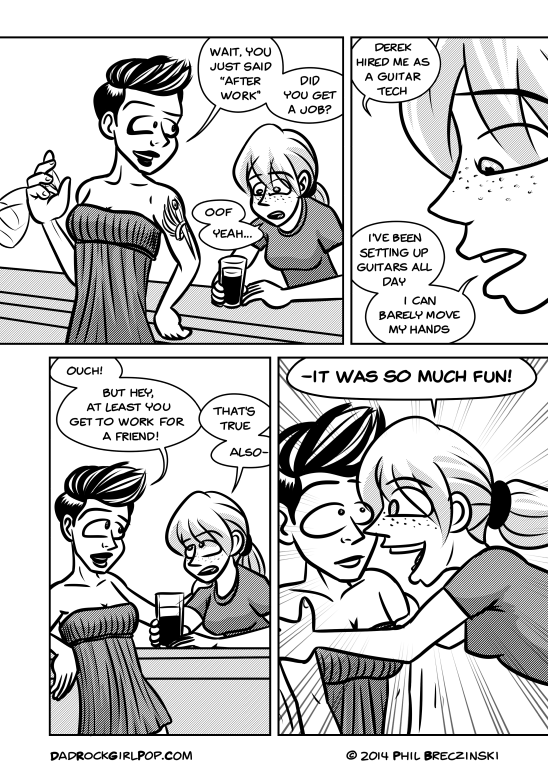 WAIT, YOU
JUST SAID
"AFTER
WORK"
DID
YOU GET
A JOB?
OOF
YEAH...
DEREK
HIRED ME AS
A GUITAR
TECH
I'VE BEEN
SETTING UP
GUITARS ALL
DAY
I CAN
BARELY MOVE
MY HANDS
OUCH!
BUT HEY,
AT LEAST YOU
GET TO WORK FOR
A FRIEND!
THAT'S
TRUE
ALSO-
-IT WAS SO MUCH FUN!
DADROCKGIRLPOP.COM
© 2014 PHIL BRECZINSKI